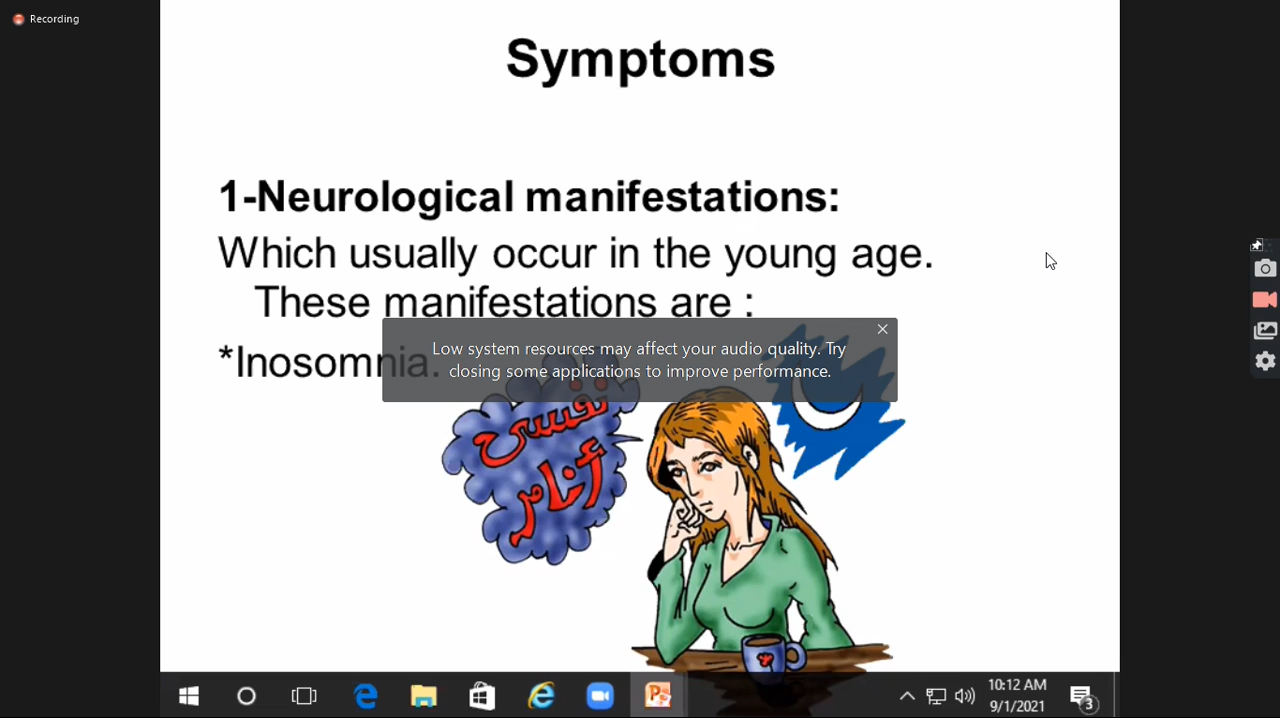 Recording
Symptoms
1-Neurological manifestations:
Which usually occur in the young age.
These manifestations are :
*Inosomnia.
Low system resources may affect your audio quality. Try
closing some applications to improve performance.
نفسى
أنام
10:12 AM
9/1/2021
3